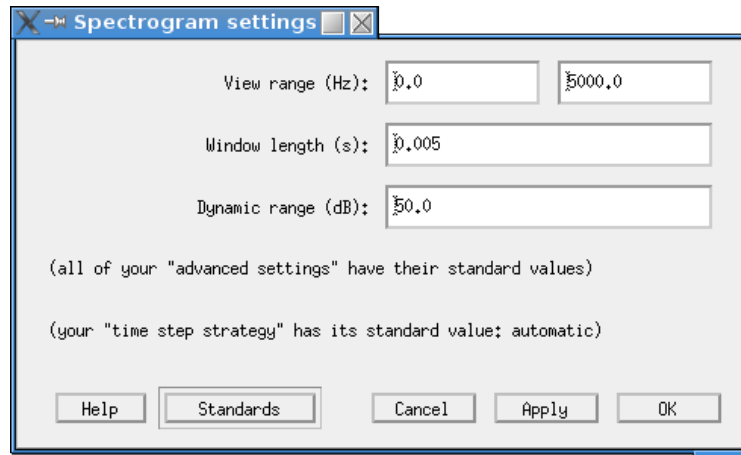 Spectrogram settings
View range (Hz): 0.0 5000.0
Window length (s): 0.005
Dynamic range (dB): 50.0
(all of your "advanced settings" have their standard values)
(your "time step strategy" has its standard value: automatic)
Help Standards Cancel Apply OK